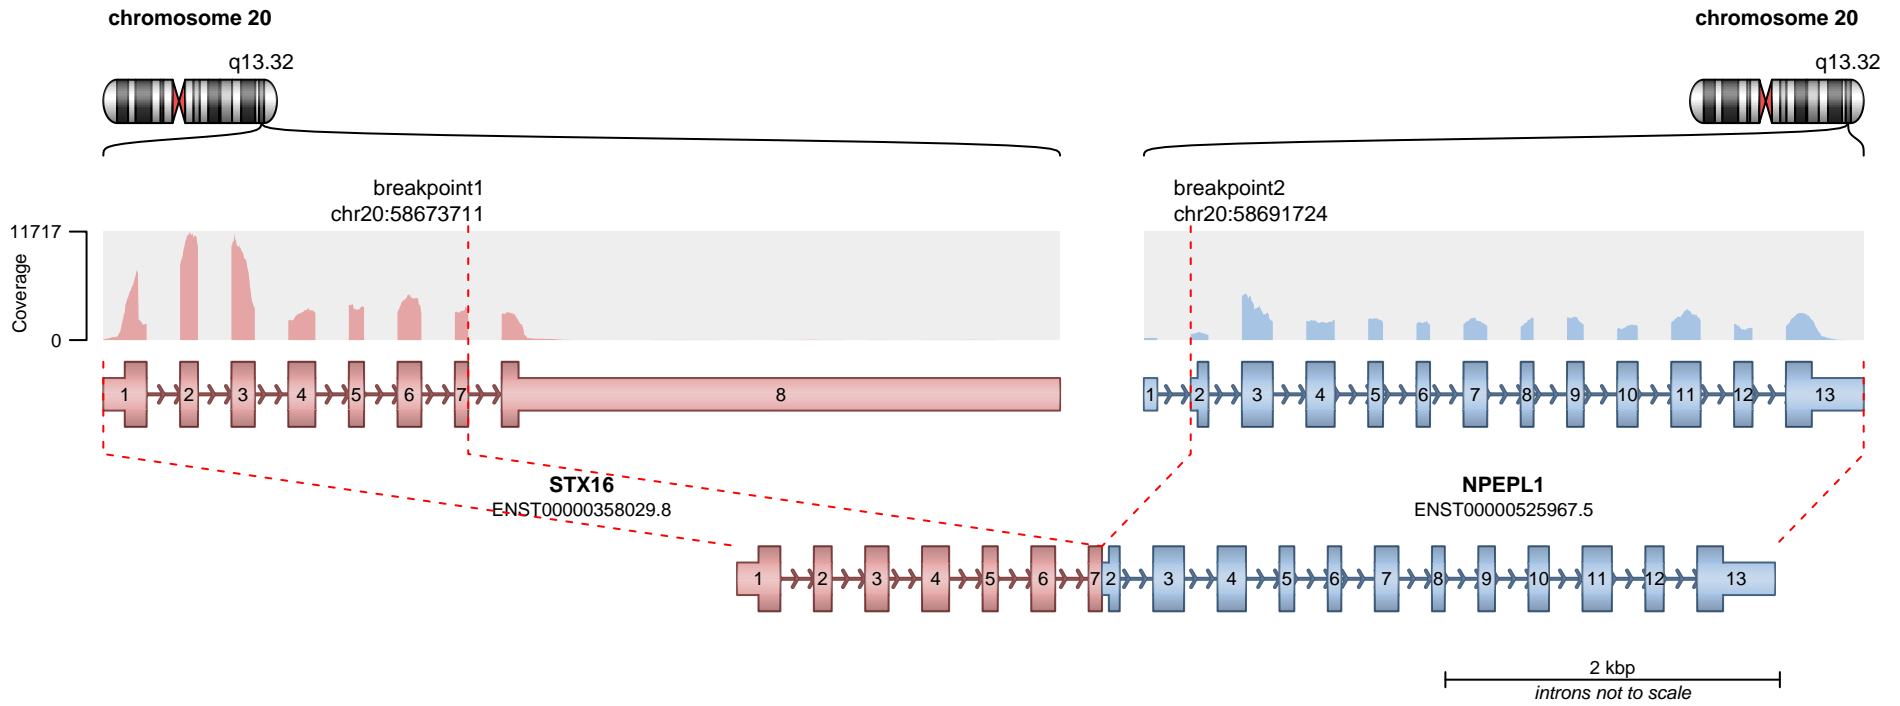 chromosome 20
chromosome 20
q13.32
q13.32
breakpoint1
chr20:58673711
breakpoint2
chr20:58691724
11717
Coverage
0
1 2 3 4 5 6 7 8
1 2 3 4 5 6 7 8 9 10 11 12 13
STX16
ENST00000358029.8
NPEPL1
ENST00000525967.5
1 2 3 4 5 6 7 2 3 4 5 6 7 8 9 10 11 12 13
2 kbp
introns not to scale